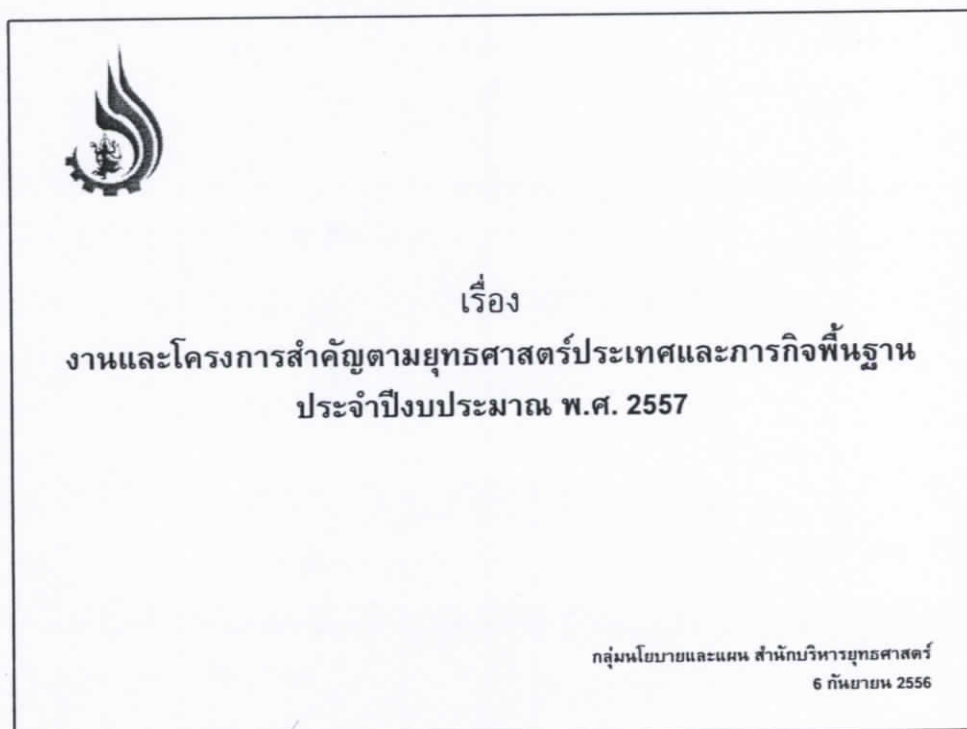 เรื่อง
งานและโครงการสำคัญตามยุทธศาสตร์ประเทศและภารกิจพื้นฐาน
ประจำปีงบประมาณ พ.ศ. 2557
กลุ่มนโยบายและแผน สำนักบริหารยุทธศาสตร์
6 กันยายน 2556